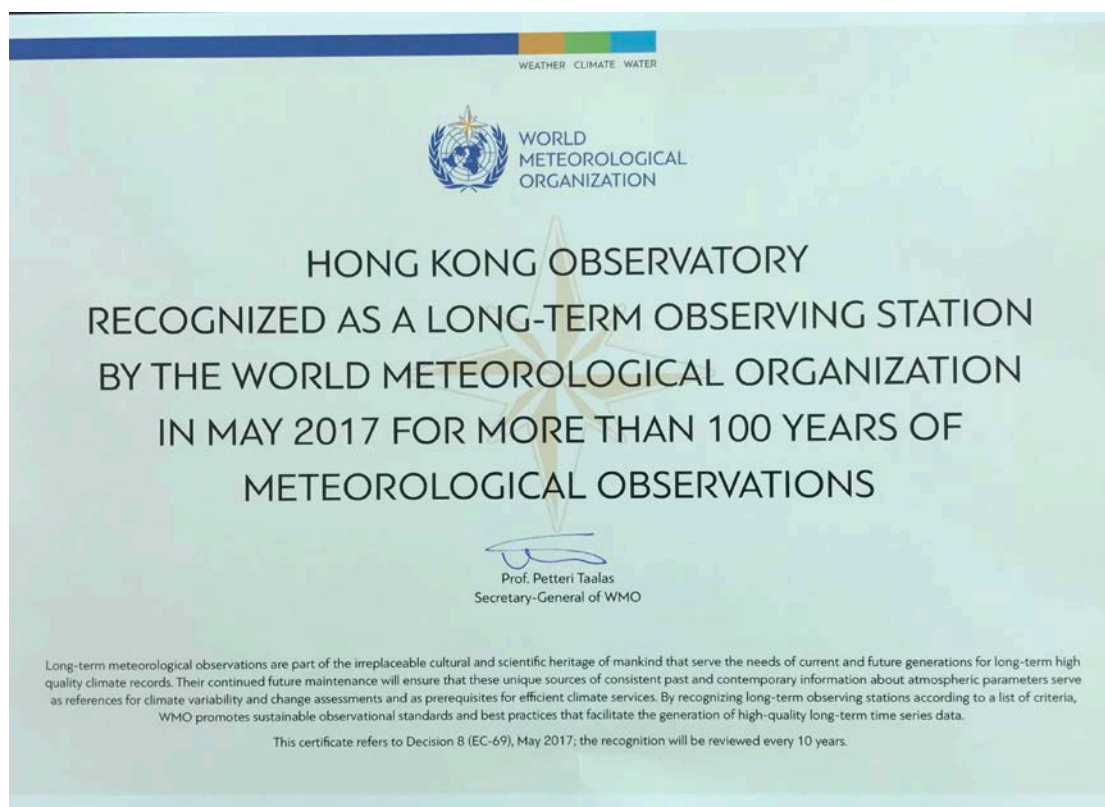 WEATHER CLIMATE WATER
WORLD
METEOROLOGICAL
ORGANIZATION
HONG KONG OBSERVATORY
RECOGNIZED AS A LONG-TERM OBSERVING STATION
BY THE WORLD METEOROLOGICAL ORGANIZATION
IN MAY 2017 FOR MORE THAN 100 YEARS OF
METEOROLOGICAL OBSERVATIONS
Prof. Petteri Taalas
Secretary-General of WMO
Long-term meteorological observations are part of the irreplaceable cultural and scientific heritage of mankind that serve the needs of current and future generations for long-term high
quality climate records. Their continued future maintenance will ensure that these unique sources of consistent past and contemporary information about atmospheric parameters serve
as references for climate variability and change assessments and as prerequisites for efficient climate services. By recognizing long-term observing stations according to a list of criteria,
WMO promotes sustainable observational standards and best practices that facilitate the generation of high-quality long-term time series data.
This certificate refers to Decision 8 (EC-69), May 2017; the recognition will be reviewed every 10 years.